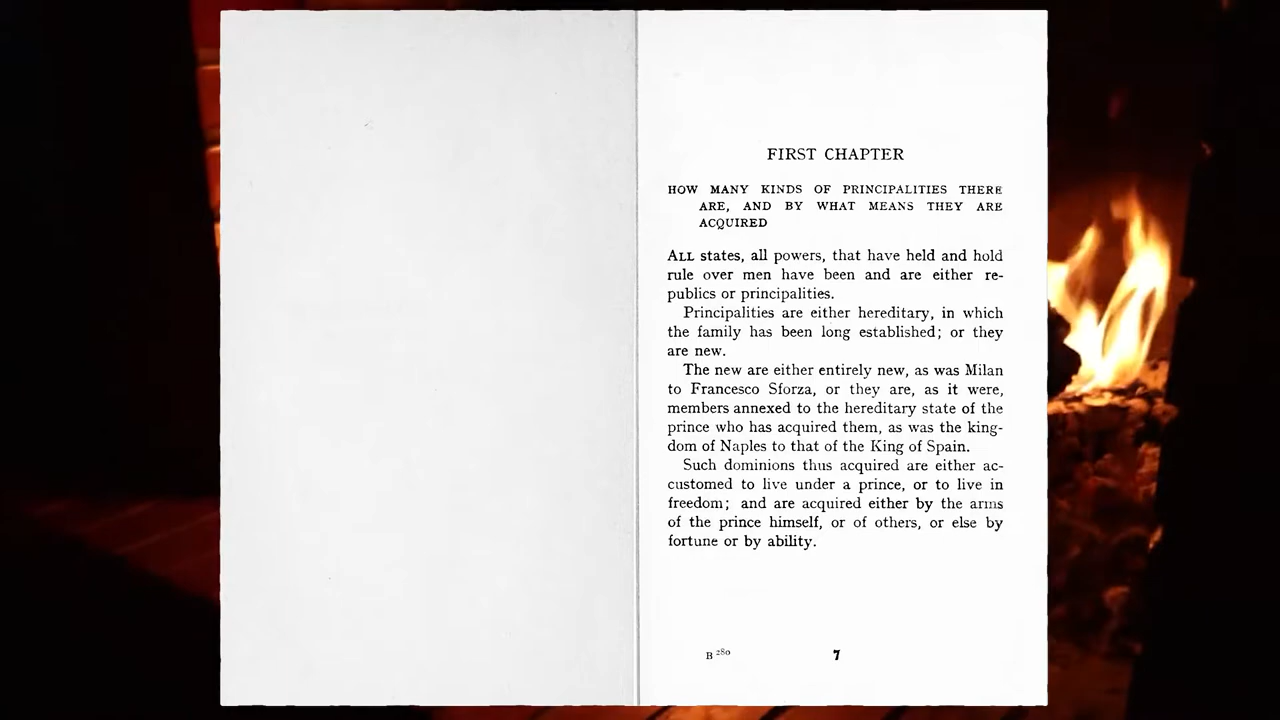 FIRST CHAPTER
HOW MANY KINDS OF PRINCIPALITIES THERE
ARE, AND BY WHAT MEANS THEY ARE
ACQUIRED
ALL states, all powers, that have held and hold
rule over men have been and are either re-
publics or principalities.
Principalities are either hereditary, in which
the family has been long established; or they
are new.
The new are either entirely new, as was Milan
to Francesco Sforza, or they are, as it were,
members annexed to the hereditary state of the
prince who has acquired them, as was the king-
dom of Naples to that of the King of Spain.
Such dominions thus acquired are either ac-
customed to live under a prince, or to live in
freedom; and are acquired either by the arms
of the prince himself, or of others, or else by
fortune or by ability.
B 280 7